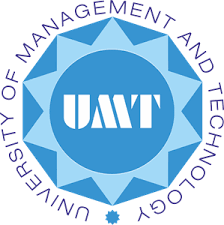 UNIVERSITY OF MANAGEMENT AND TECHNOLOGY
UMT